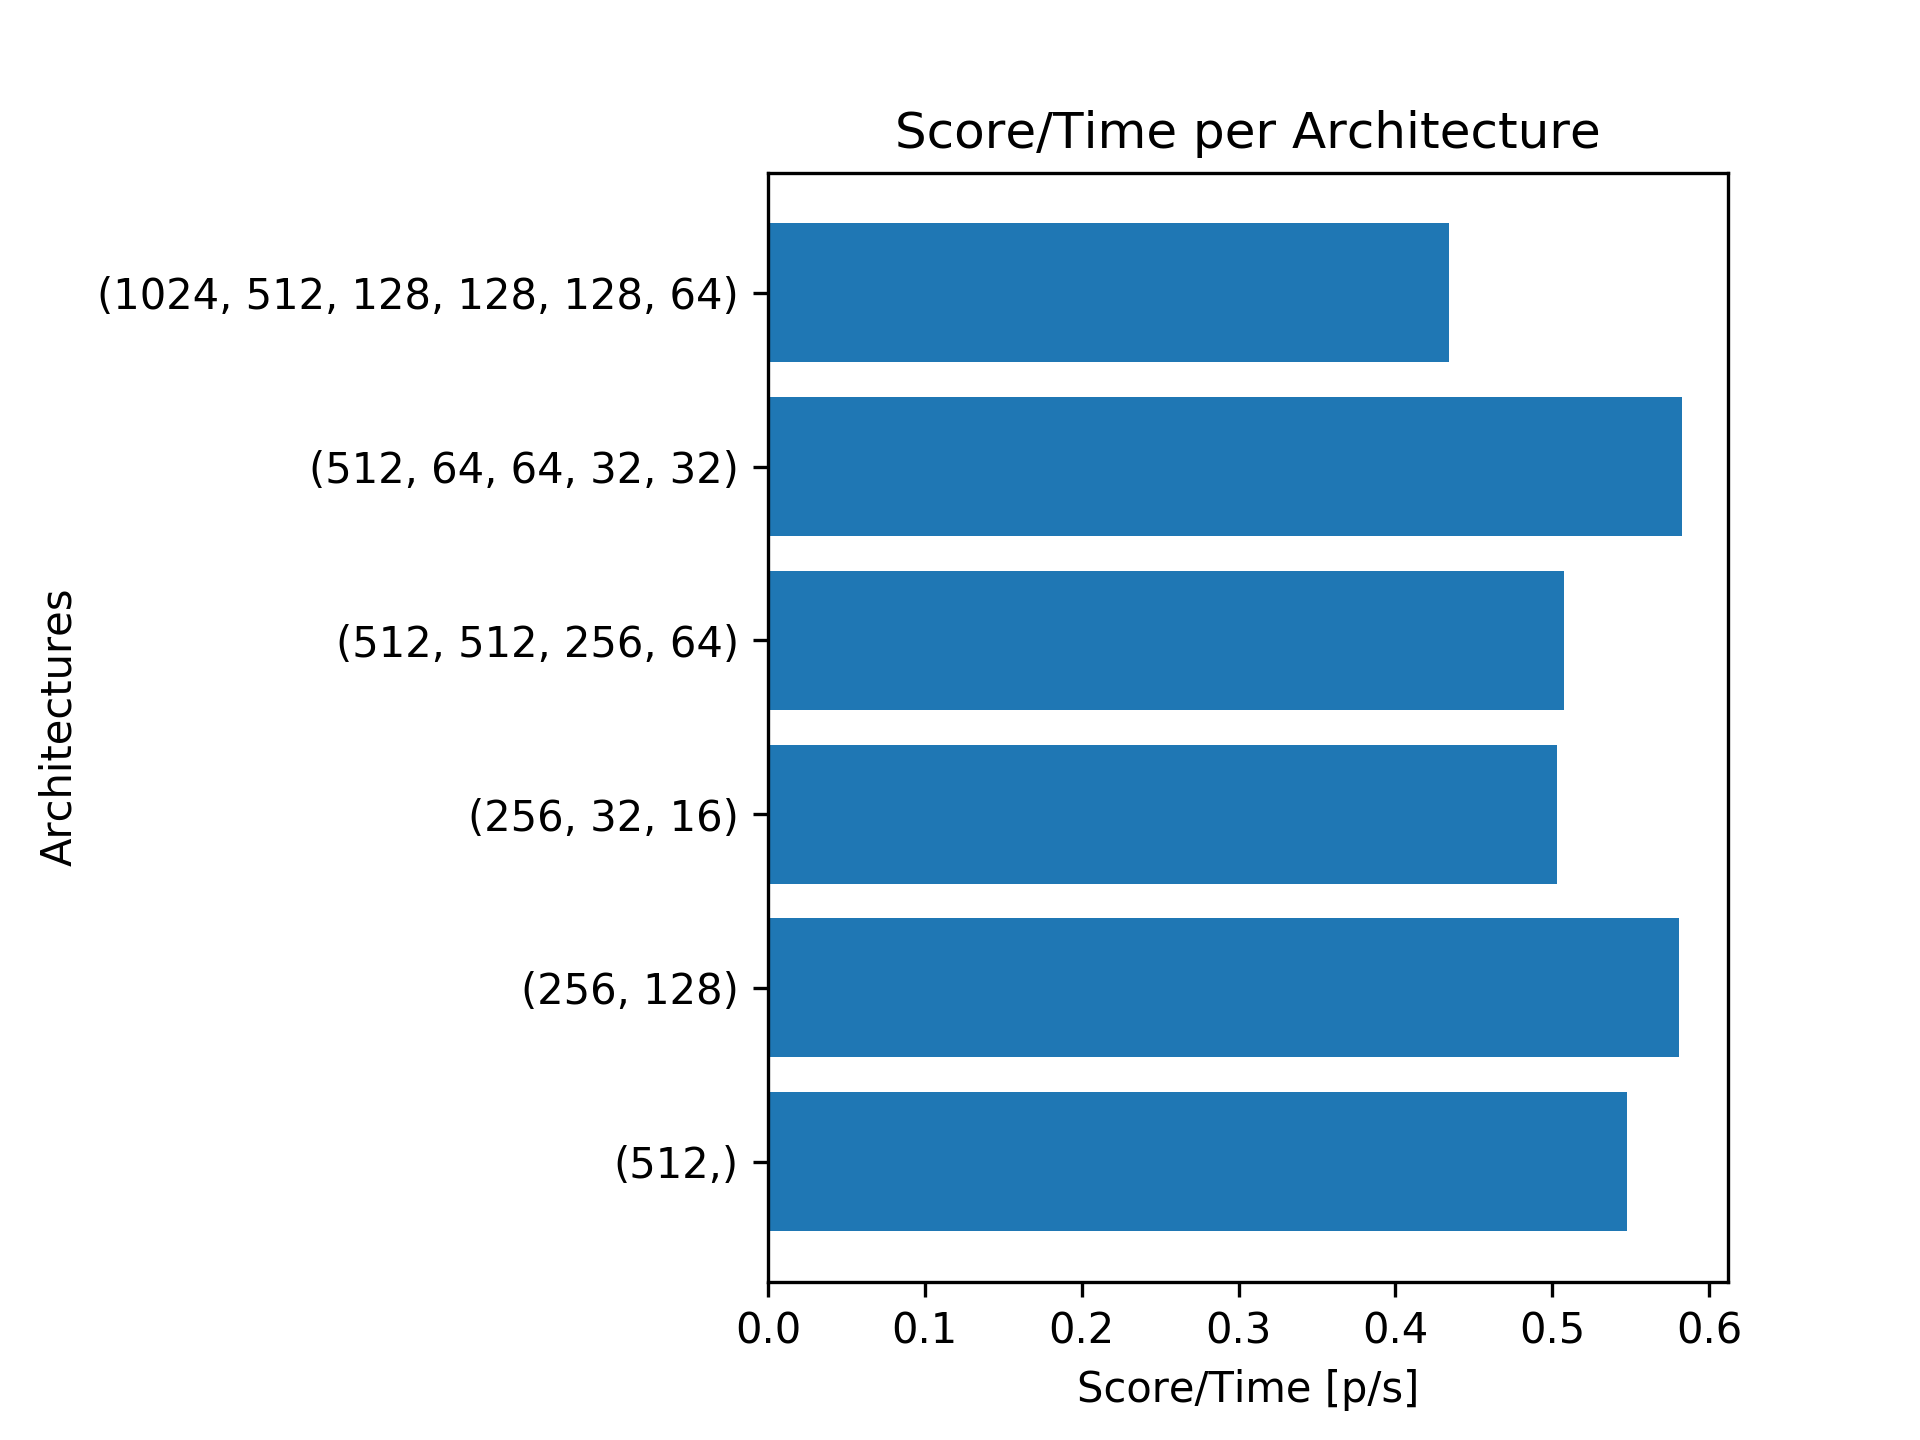 Score/Time per Architecture
(1024, 512, 128, 128, 128, 64)
(512, 64, 64, 32, 32)
(512, 512, 256, 64)
(256, 32, 16)
(256, 128)
(512,)
Architectures
0.0 0.1 0.2 0.3 0.4 0.5 0.6
Score/Time [p/s]